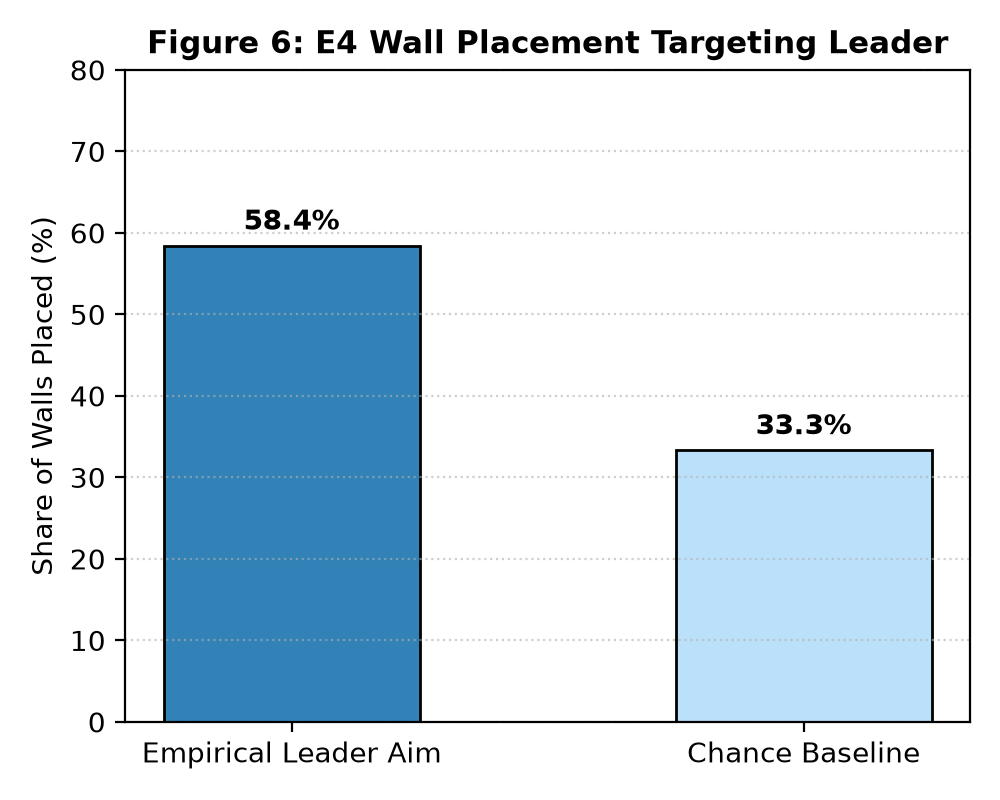 Figure 6: E4 Wall Placement Targeting Leader
Share of Walls Placed (%)
80
70
60
50
40
30
20
10
0
58.4%
33.3%
Empirical Leader Aim
Chance Baseline